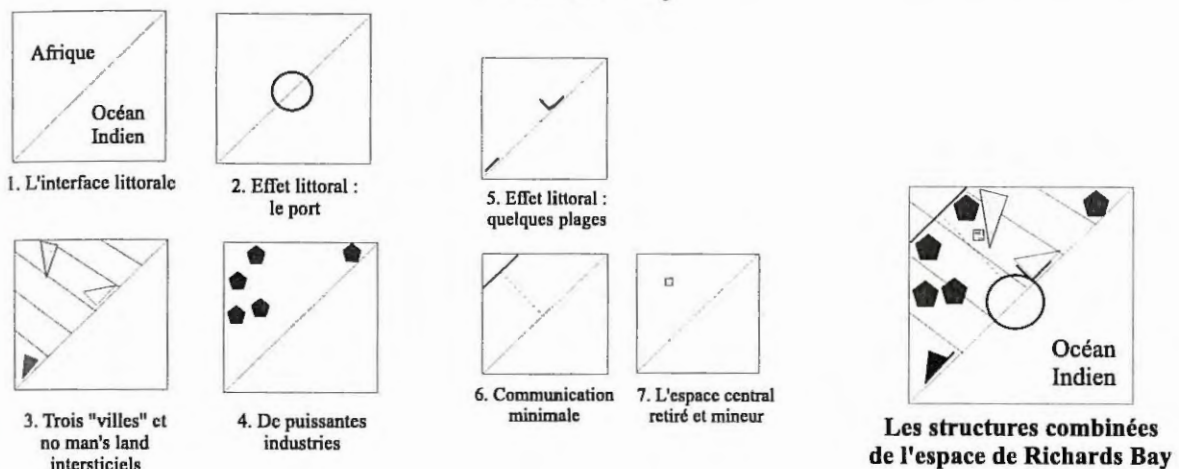 Afrique
Océan
Indien
1. L'interface littorale
2. Effet littoral :
le port
3. Trois "villes" et
no man's land
intersticiels
4. De puissantes
industries
5. Effet littoral :
quelques plages
6. Communication
minimale
7. L'espace central
retiré et mineur
Océan
Indien
Les structures combinées
de l'espace de Richards Bay